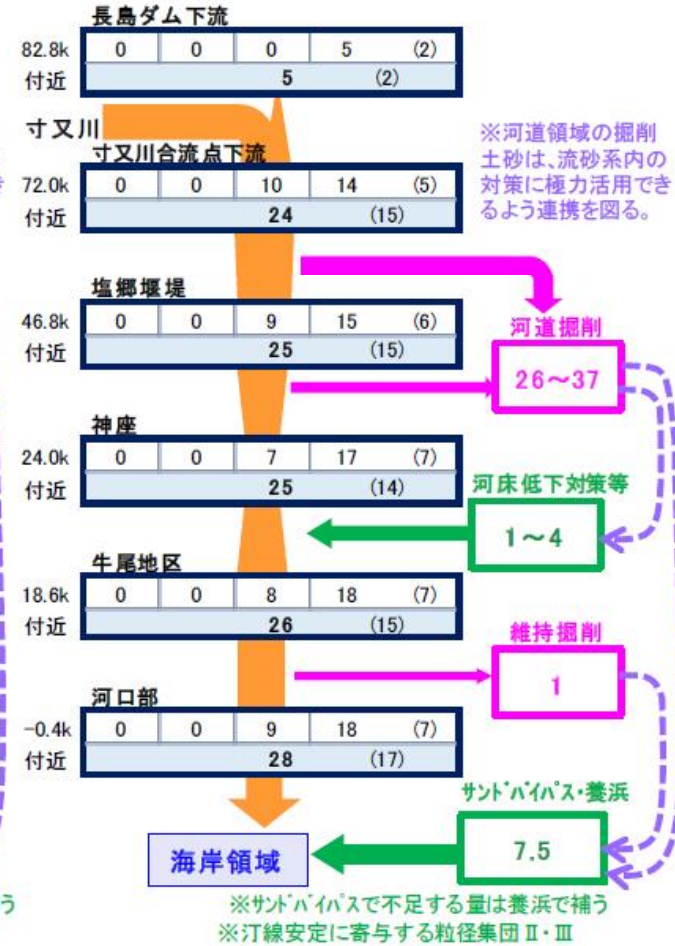 長島ダム下流
82.8k 0 0 0 5 (2)
付近 5 (2)
寸又川
寸又川合流点下流
72.0k 0 0 10 14 (5)
付近 24 (15)
※河道領域の掘削
土砂は、流砂系内の
対策に極力活用でき
るよう連携を図る。
塩郷堰堤
46.8k 0 0 9 15 (6)
付近 25 (15)
河道掘削
26～37
神座
24.0k 0 0 7 17 (7)
付近 25 (14)
河床低下対策等
1～4
牛尾地区
18.6k 0 0 8 18 (7)
付近 26 (15)
維持掘削
1
河口部
-0.4k 0 0 9 18 (7)
付近 28 (17)
サンドバイパス・養浜
7.5
海岸領域
う
※サンドバイパスで不足する量は養浜で補う
※汀線安定に寄与する粒径集団Ⅱ・Ⅲ